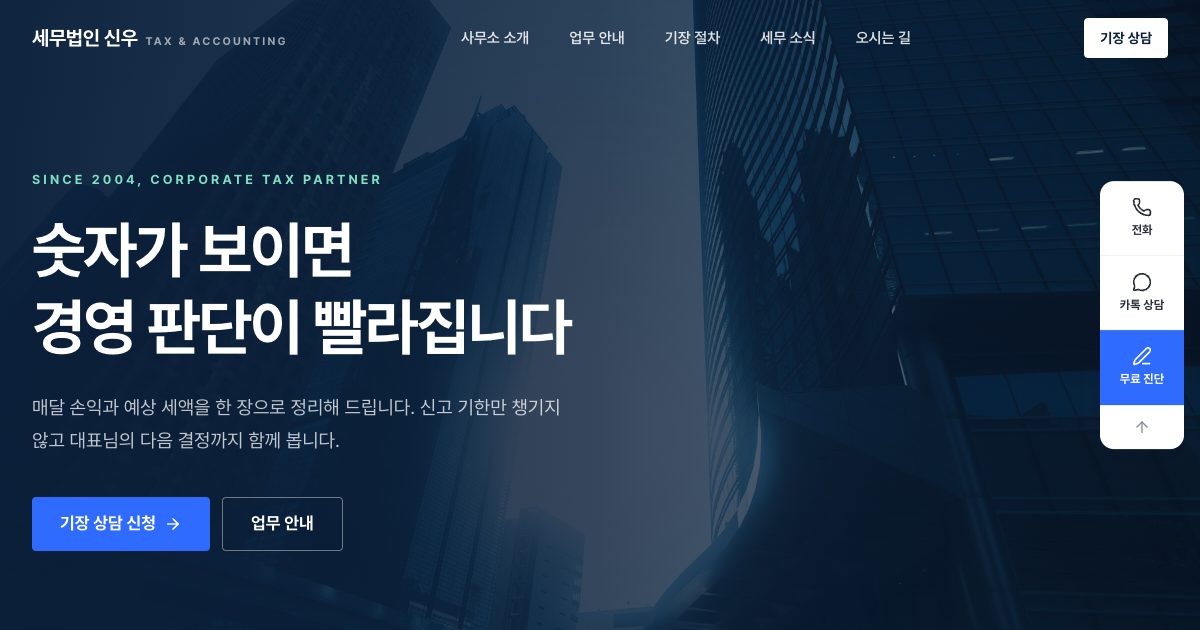 세무법인 신우 TAX & ACCOUNTING
사무소 소개
업무 안내
기장 절차
세무 소식
오시는 길
기장 상담
SINCE 2004, CORPORATE TAX PARTNER
숫자가 보이면
경영 판단이 빨라집니다
매달 손익과 예상 세액을 한 장으로 정리해 드립니다. 신고 기한만 챙기지
않고 대표님의 다음 결정까지 함께 봅니다.
기장 상담 신청 →
업무 안내
전화
카톡 상담
무료 진단